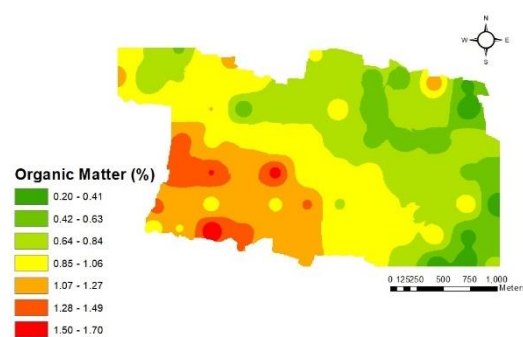 N
W E
S
Organic Matter (%)
0.20 - 0.41
0.42 - 0.63
0.64 - 0.84
0.85 - 1.06
1.07 - 1.27
1.28 - 1.49
1.50 - 1.70
0 125250 500 750 1,000
Meters